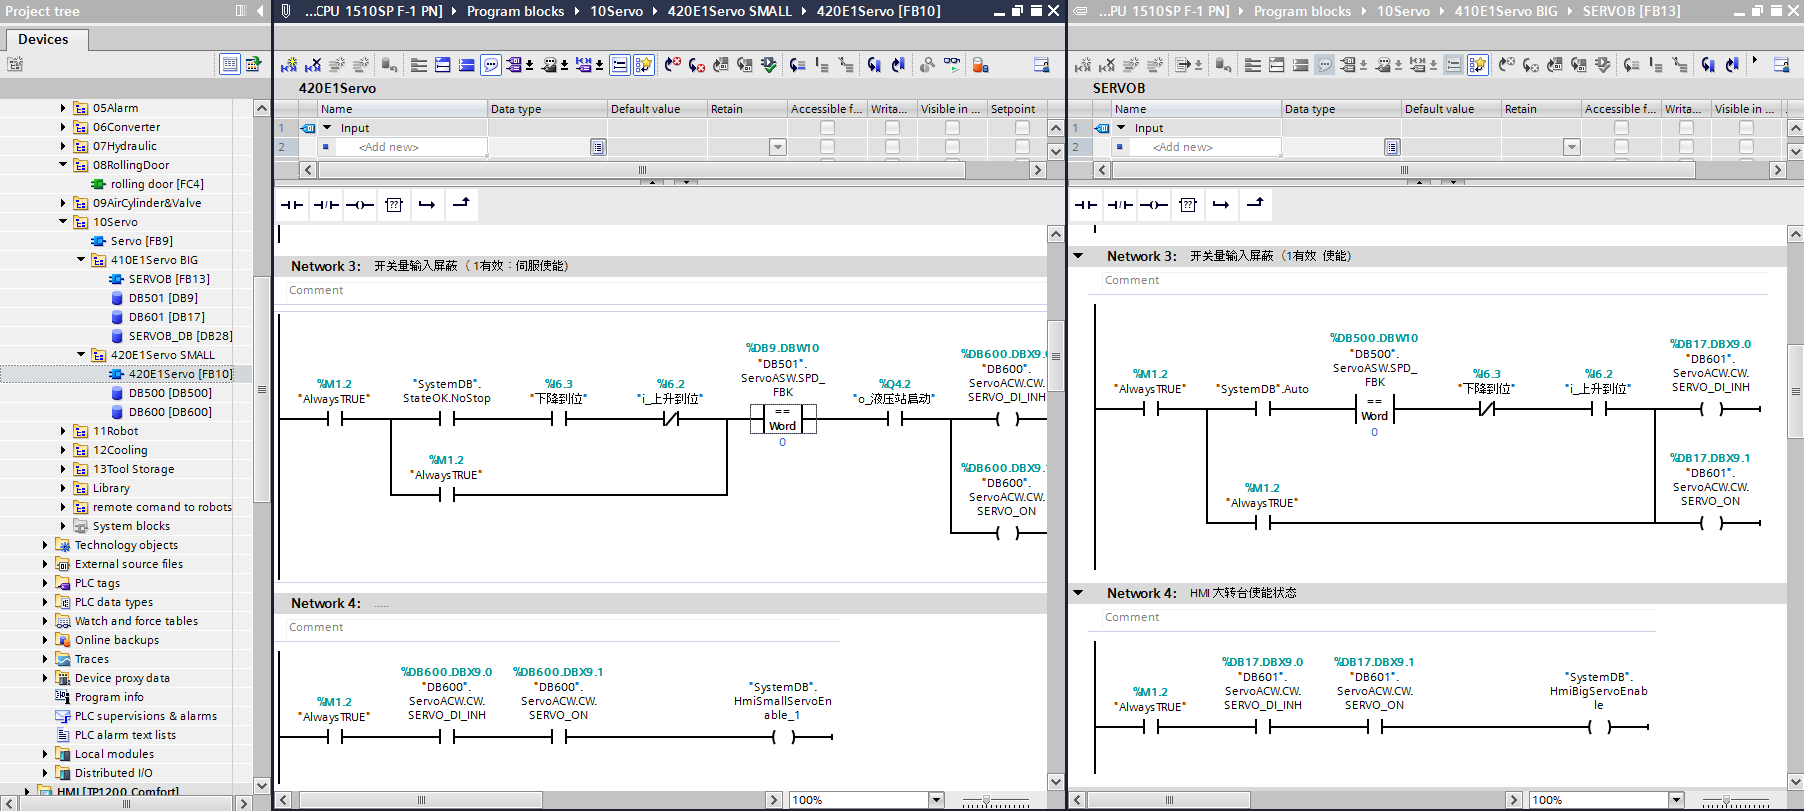 Project tree
Devices
05Alarm
06Converter
07Hydraulic
08RollingDoor
rolling door [FC4]
09AirCylinder&Valve
10Servo
Servo [FB9]
410E1Servo BIG
SERVOB [FB13]
DB501 [DB9]
DB601 [DB17]
SERVOB_DB [DB28]
420E1Servo SMALL
420E1Servo [FB10]
DB500 [DB500]
DB600 [DB600]
11Robot
12Cooling
13Tool Storage
Library
remote comand to robots
System blocks
Technology objects
External source files
PLC tags
PLC data types
Watch and force tables
Online backups
Traces
Device proxy data
Program info
PLC supervisions & alarms
PLC alarm text lists
Local modules
Distributed I/O
HMI [TP1200 Comfort]
...CPU 1510SP F-1 PN] Program blocks 10Servo 420E1Servo SMALL 420E1Servo [FB10]
420E1Servo
Name Data type Default value Retain Accessible f... Writa... Visible in ... Setpoint
1 Input
2 <Add new>
??
Network 3: 开关量输入屏蔽（ 1有效：伺服使能)
Comment
%DB9.DBW10
"DB501".
ServoASW.SPD_
FBK
%DB600.DBX9.0
"DB600".
ServoACW.CW.
SERVO_DI_INH
%M1.2
"AlwaysTRUE"
"SystemDB".
StateOK.NoStop
%I6.3
"下降到位"
%I6.2
"i_上升到位"
==
Word
0
%Q4.2
"o_液压站启动"
%M1.2
"AlwaysTRUE"
%DB600.DBX9.
"DB600".
ServoACW.CW.
SERVO_ON
Network 4: .....
Comment
%M1.2
"AlwaysTRUE"
%DB600.DBX9.0
"DB600".
ServoACW.CW.
SERVO_DI_INH
%DB600.DBX9.1
"DB600".
ServoACW.CW.
SERVO_ON
"SystemDB".
HmiSmallServoEn
able_1
100%
...PU 1510SP F-1 PN] Program blocks 10Servo 410E1Servo BIG SERVOB [FB13]
SERVOB
Name Data type Default value Retain Accessible f... Writa... Visible in ...
1 Input
2 <Add new>
??
Network 3: 开关量输入屏蔽（1有效 使能)
Comment
%DB500.DBW10
"DB500".
ServoASW.SPD_
FBK
%DB17.DBX9.0
"DB601".
ServoACW.CW.
SERVO_DI_INH
%M1.2
"AlwaysTRUE"
"SystemDB".Auto
==
Word
0
%I6.3
"下降到位"
%I6.2
"i_上升到位"
%M1.2
"AlwaysTRUE"
%DB17.DBX9.1
"DB601".
ServoACW.CW.
SERVO_ON
Network 4: HMI 大转台使能状态
Comment
%M1.2
"AlwaysTRUE"
%DB17.DBX9.0
"DB601".
ServoACW.CW.
SERVO_DI_INH
%DB17.DBX9.1
"DB601".
ServoACW.CW.
SERVO_ON
"SystemDB".
HmiBigServoEnab
le
100%